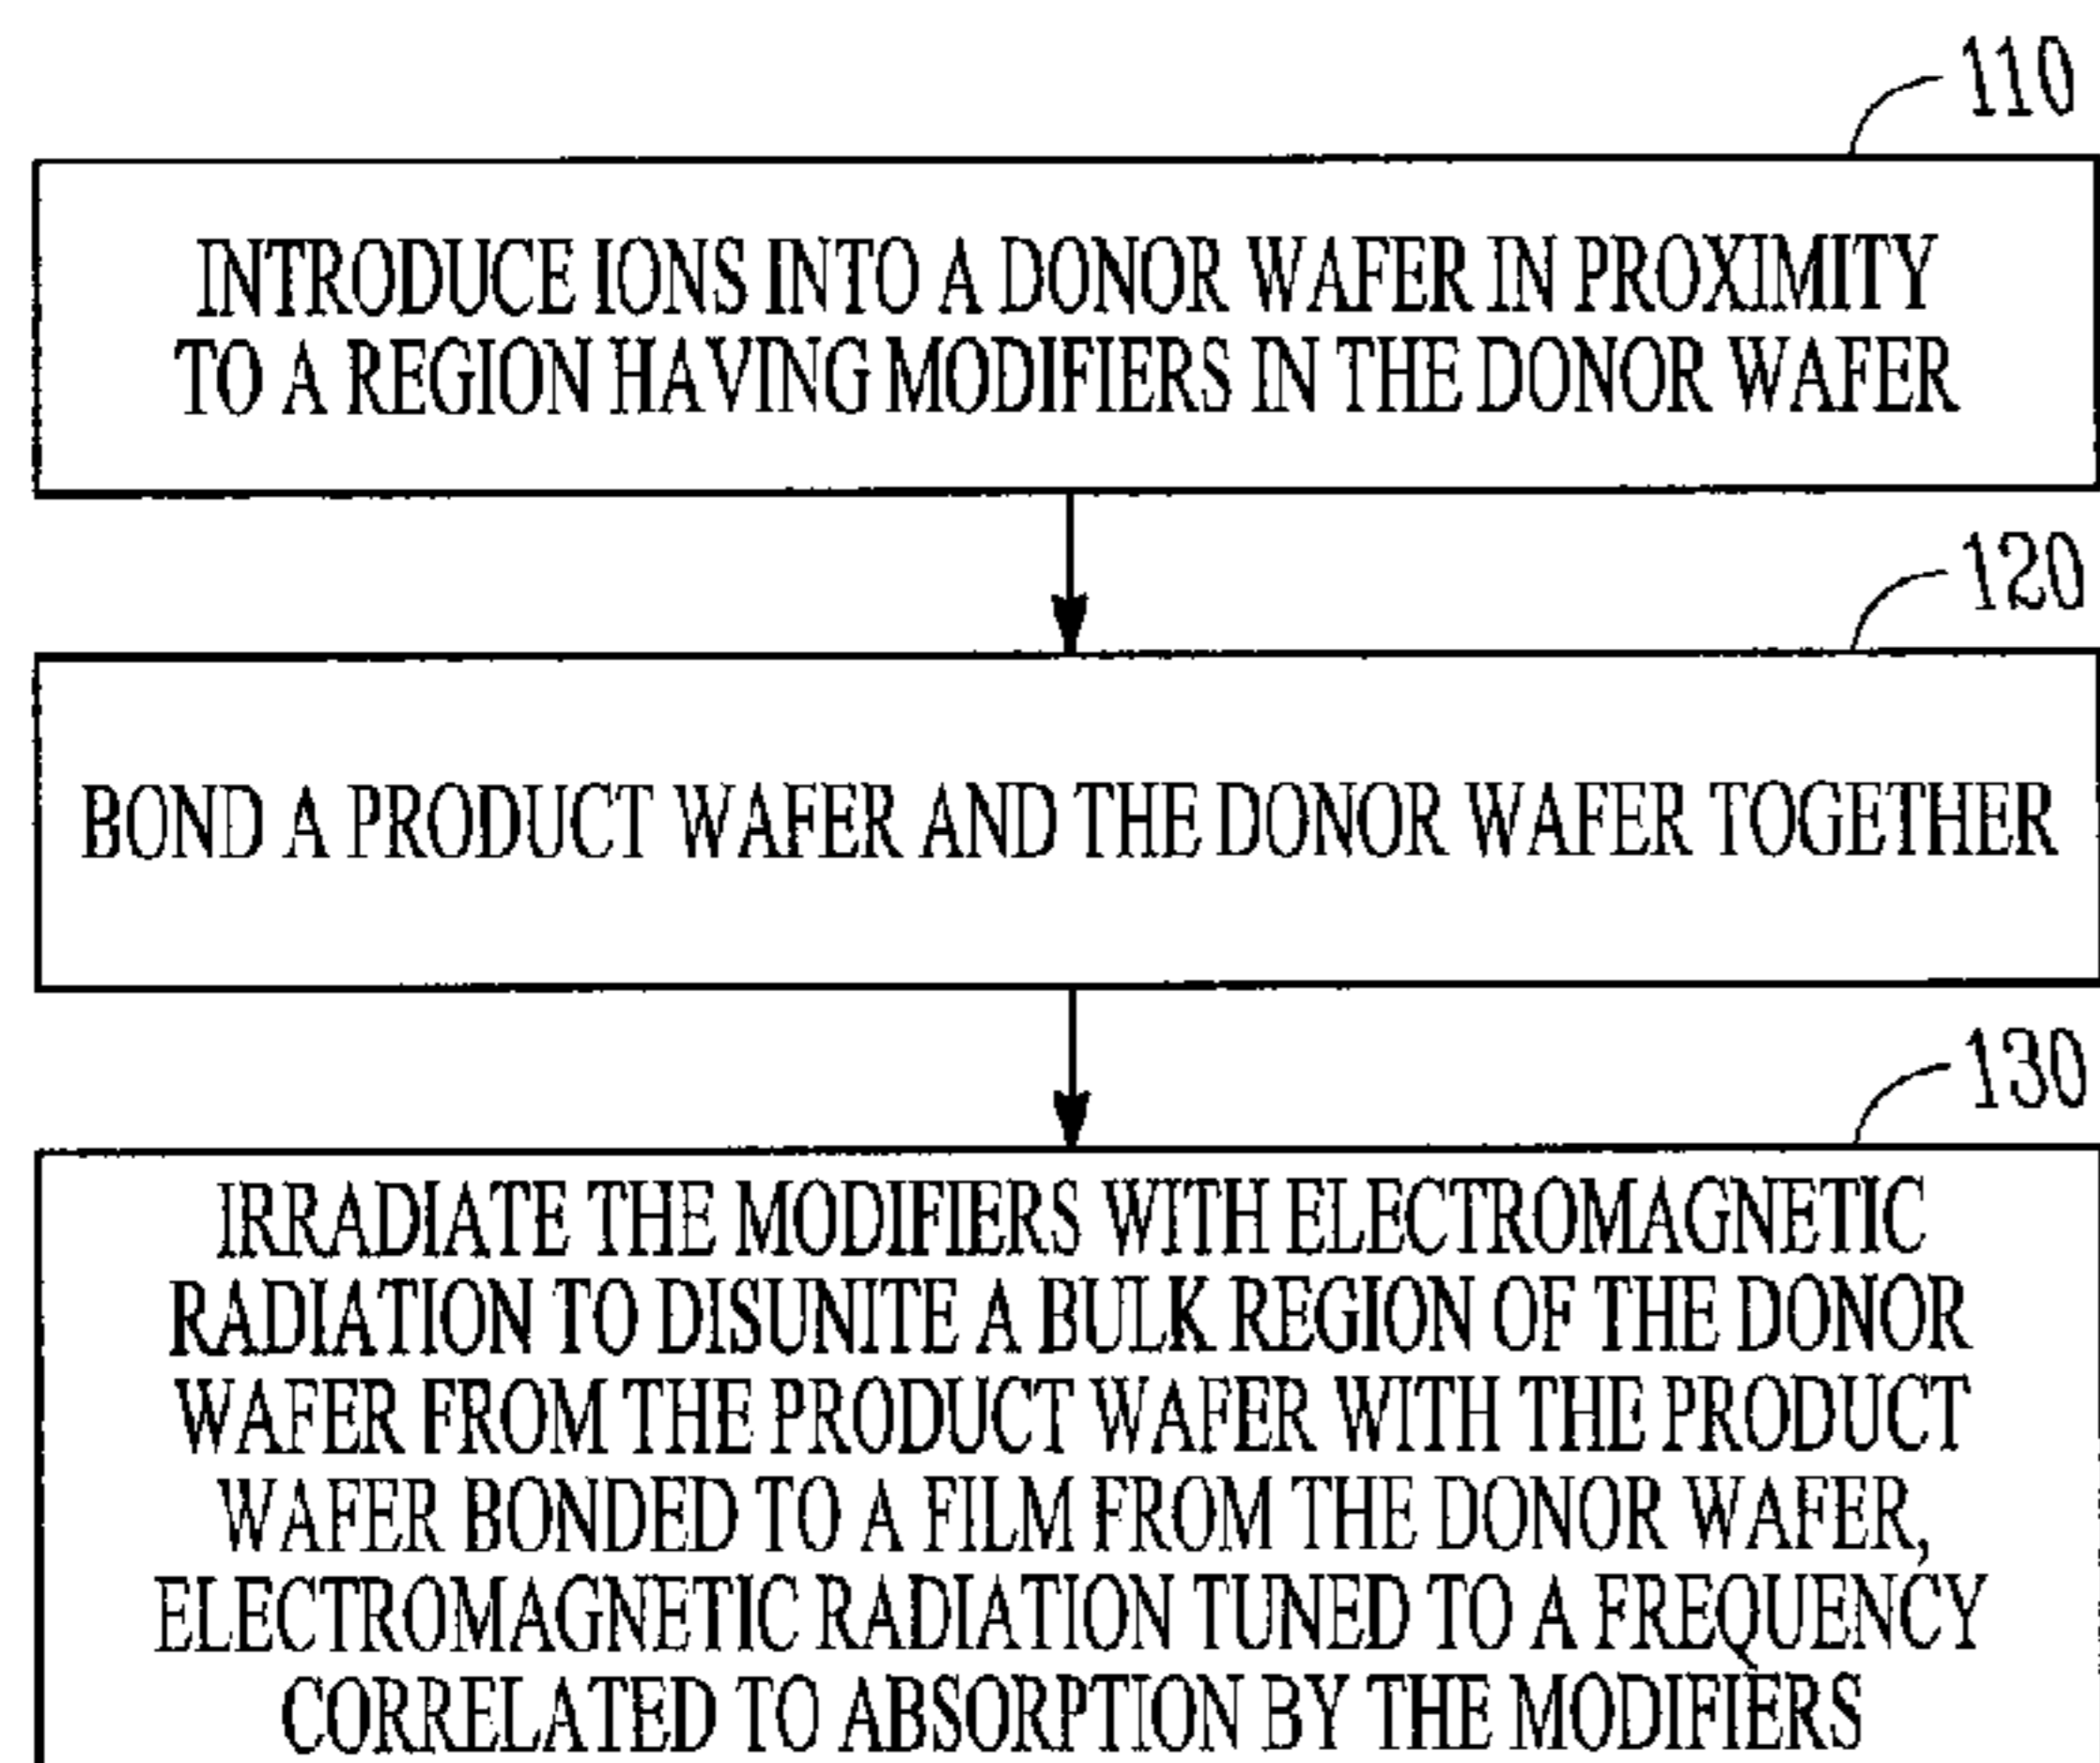 110
INTRODUCE IONS INTO A DONOR WAFER IN PROXIMITY
TO A REGION HAVING MODIFIERS IN THE DONOR WAFER
120
BOND A PRODUCT WAFER AND THE DONOR WAFER TOGETHER
130
IRRADIATE THE MODIFIERS WITH ELECTROMAGNETIC
RADIATION TO DISUNITE A BULK REGION OF THE DONOR
WAFER FROM THE PRODUCT WAFER WITH THE PRODUCT
WAFER BONDED TO A FILM FROM THE DONOR WAFER,
ELECTROMAGNETIC RADIATION TUNED TO A FREQUENCY
CORRELATED TO ABSORPTION BY THE MODIFIERS